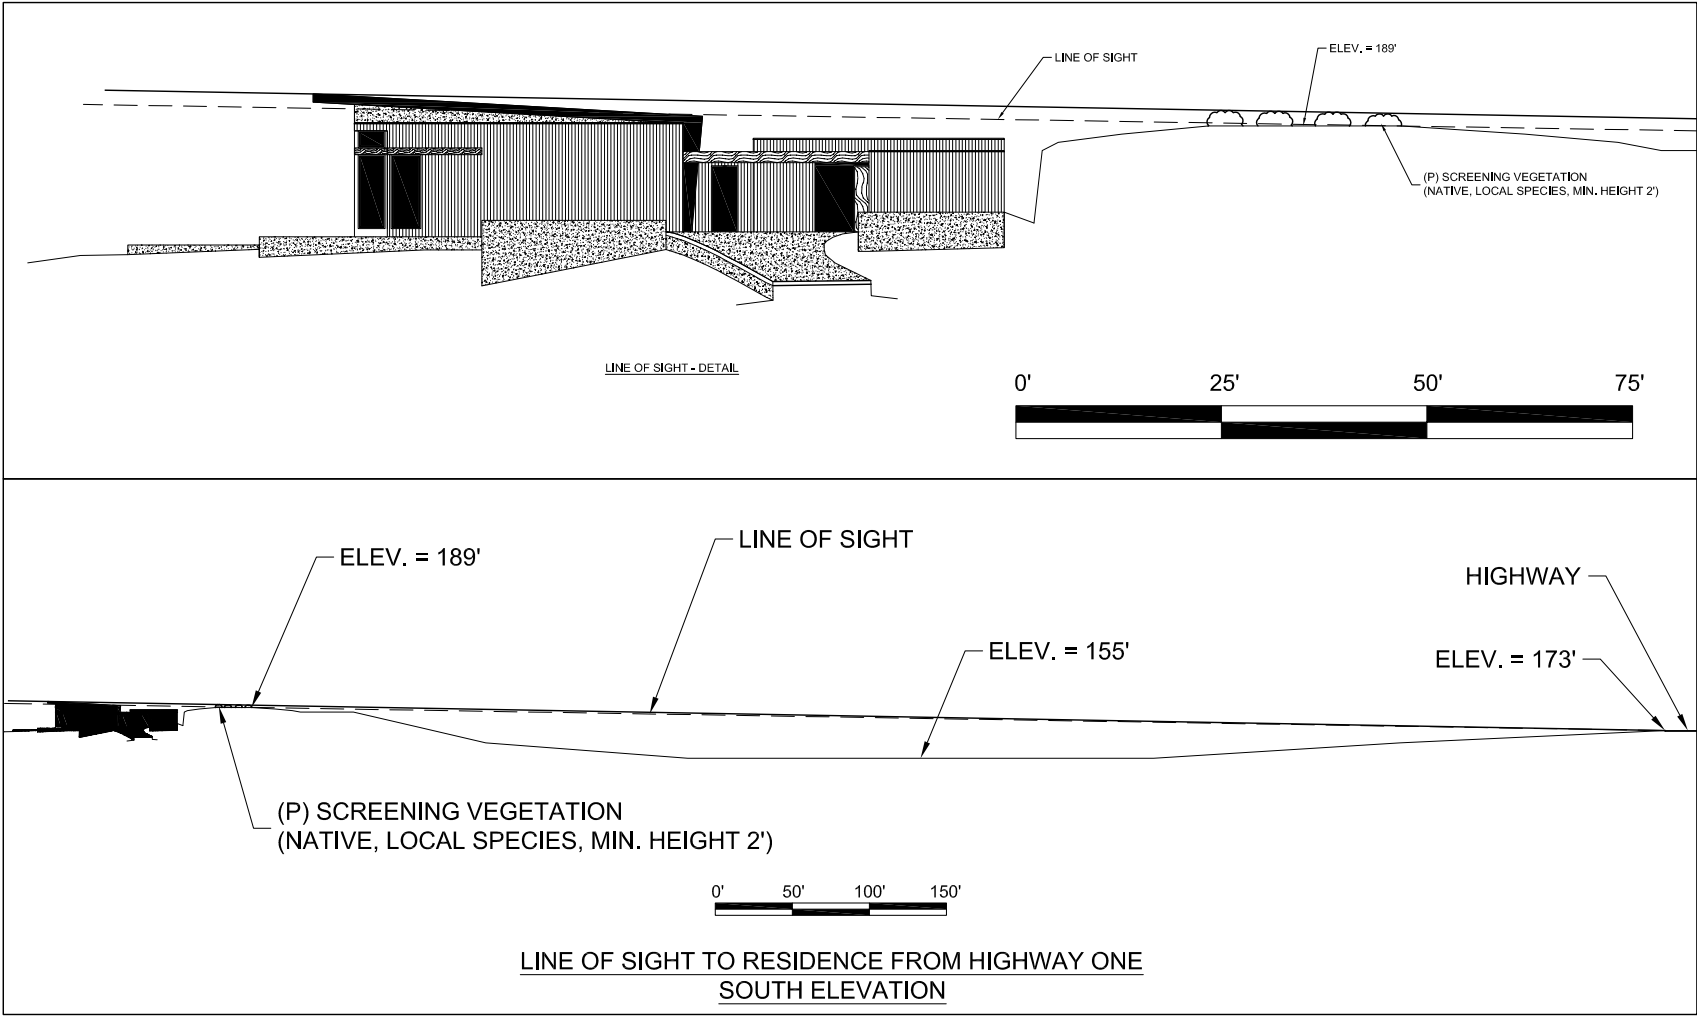 LINE OF SIGHT
ELEV. = 189'
(P) SCREENING VEGETATION
(NATIVE, LOCAL SPECIES, MIN. HEIGHT 2')
LINE OF SIGHT - DETAIL
0' 25' 50' 75'
ELEV. = 189'
LINE OF SIGHT
HIGHWAY
ELEV. = 155'
ELEV. = 173'
(P) SCREENING VEGETATION
(NATIVE, LOCAL SPECIES, MIN. HEIGHT 2')
0' 50' 100' 150'
LINE OF SIGHT TO RESIDENCE FROM HIGHWAY ONE
SOUTH ELEVATION